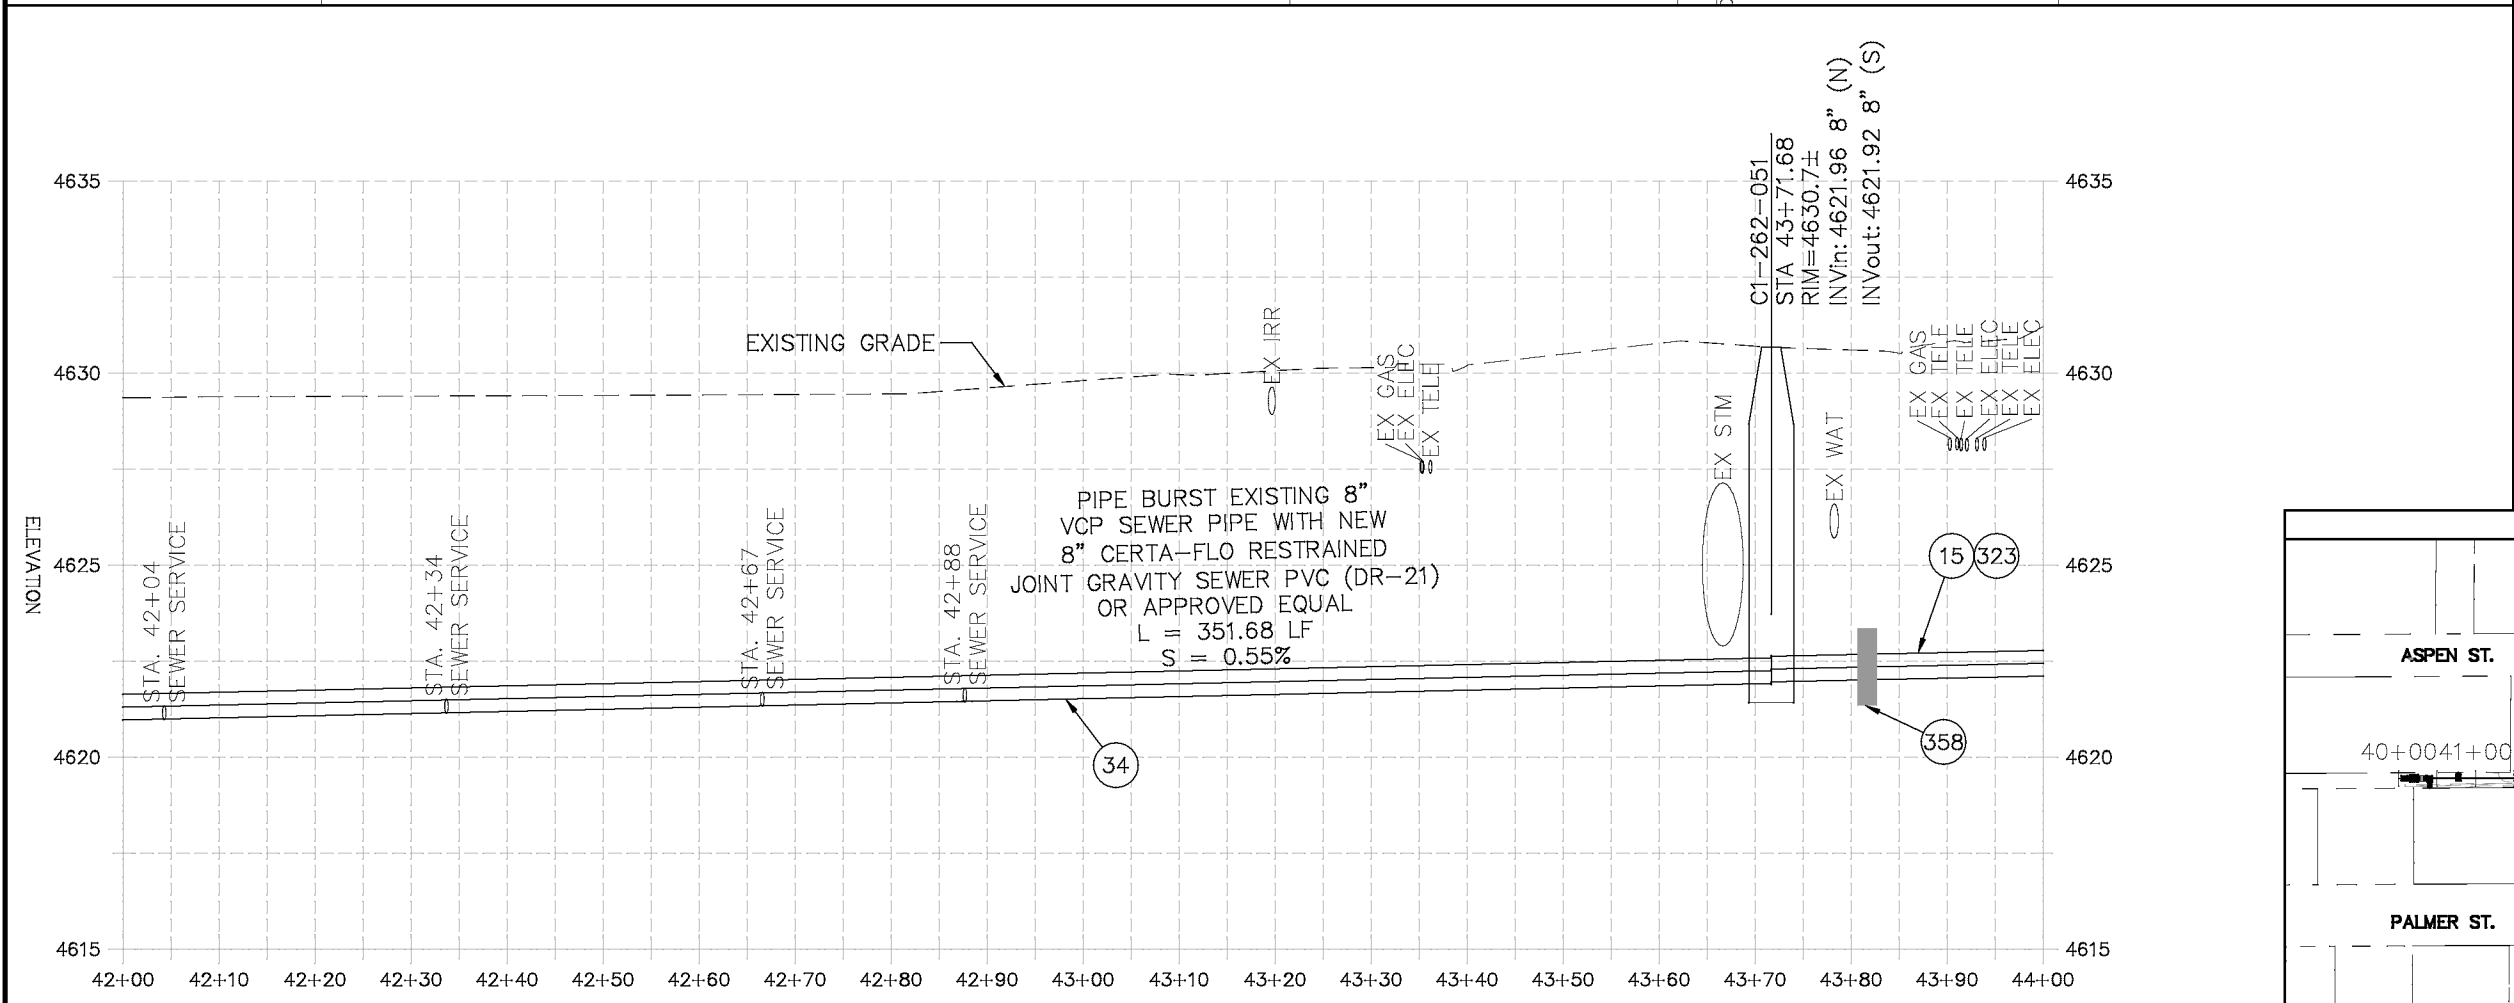 C1-262-051
STA 43+71.68
RIM=4630.7±
INVin: 4621.96 8" (N)
INVout: 4621.92 8" (S)
4635
4635
EXISTING GRADE
EX IRR
EX GAS
EX ELEC
EX TELE
EX GAS
EX TELE
EX TELE
EX ELEC
EX TELE
EX ELEC
4630
4630
EX STM
EX WAT
PIPE BURST EXISTING 8"
VCP SEWER PIPE WITH NEW
8" CERTA-FLO RESTRAINED
JOINT GRAVITY SEWER PVC (DR-21)
OR APPROVED EQUAL
L = 351.68 LF
S = 0.55%
ELEVATION
4625
4625
STA. 42+04
SEWER SERVICE
STA. 42+34
SEWER SERVICE
STA. 42+67
SEWER SERVICE
STA. 42+88
SEWER SERVICE
15
323
358
34
4620
4620
4615
4615
42+00 42+10 42+20 42+30 42+40 42+50 42+60 42+70 42+80 42+90 43+00 43+10 43+20 43+30 43+40 43+50 43+60 43+70 43+80 43+90 44+00
ASPEN ST.
40+00 41+00
PALMER ST.